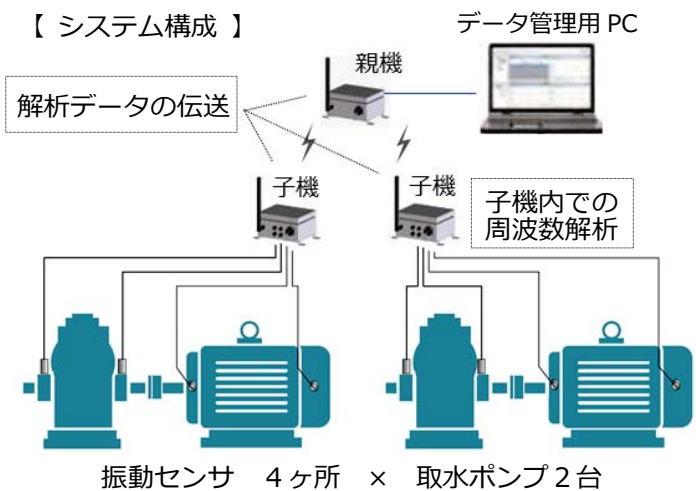 【 システム構成 】
データ管理用 PC
親機
解析データの伝送
子機
子機
子機内での
周波数解析
振動センサ　４ヶ所　×　取水ポンプ２台